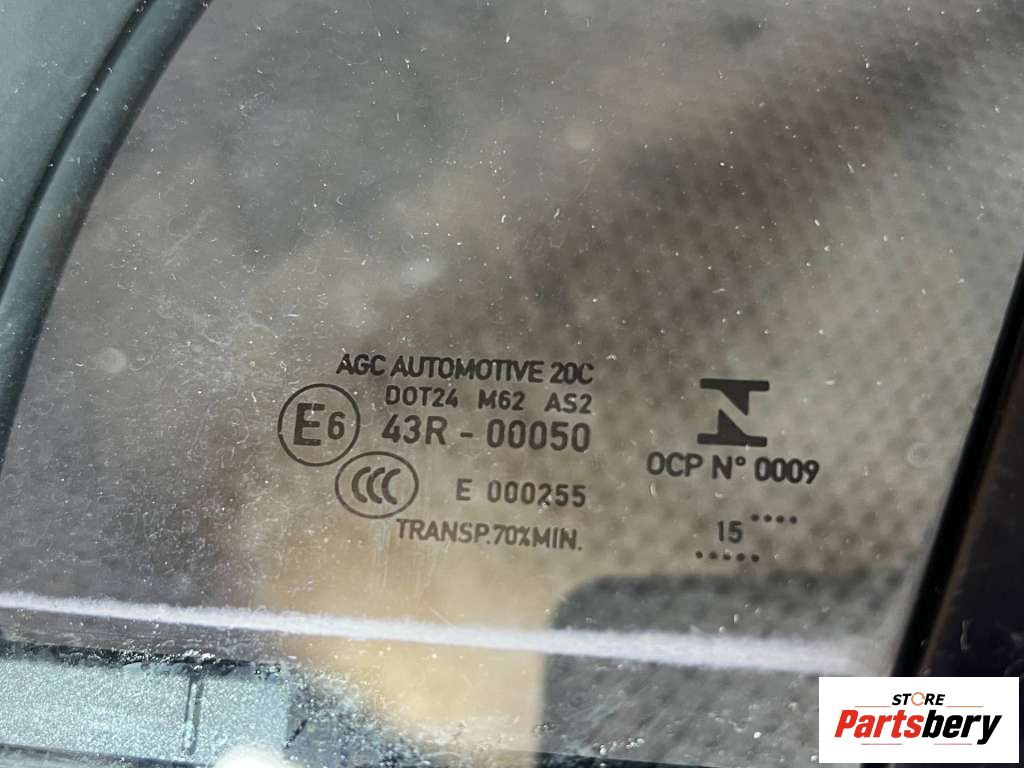 AGC AUTOMOTIVE 20C
DOT24 M62 AS2
E6 43R - 00050
CCC E 000255
TRANSP.70%MIN.
N
OCP N° 0009
••••
15
•••••
STORE
Partsbery